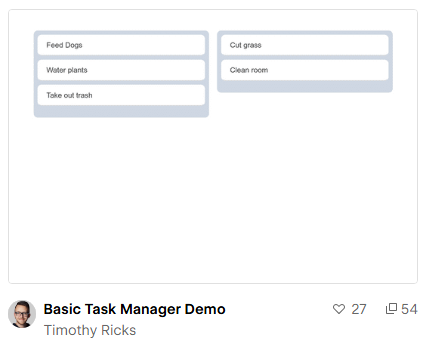 Feed Dogs
Water plants
Take out trash
Cut grass
Clean room
Basic Task Manager Demo
27
54
Timothy Ricks